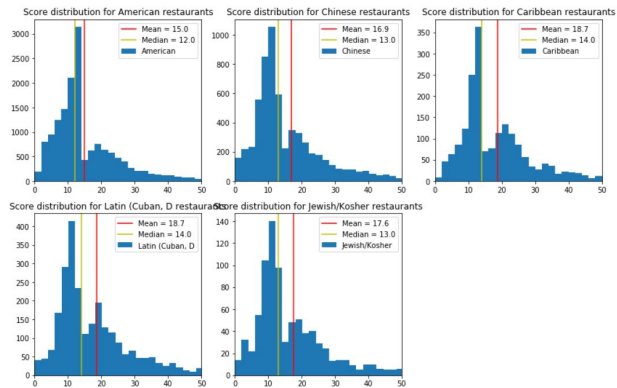 Score distribution for American restaurants
Mean = 15.0
Median = 12.0
American
3000
2500
2000
1500
1000
500
0
0 10 20 30 40 50
Score distribution for Chinese restaurants
Mean = 16.9
Median = 13.0
Chinese
1000
800
600
400
200
0
0 10 20 30 40 50
Score distribution for Caribbean restaurants
Mean = 18.7
Median = 14.0
Caribbean
350
300
250
200
150
100
50
0
0 10 20 30 40 50
Score distribution for Latin (Cuban, D restaurants
Mean = 18.7
Median = 14.0
Latin (Cuban, D
400
350
300
250
200
150
100
50
0
0 10 20 30 40 50
Score distribution for Jewish/Kosher restaurants
Mean = 17.6
Median = 13.0
Jewish/Kosher
140
120
100
80
60
40
20
0
0 10 20 30 40 50